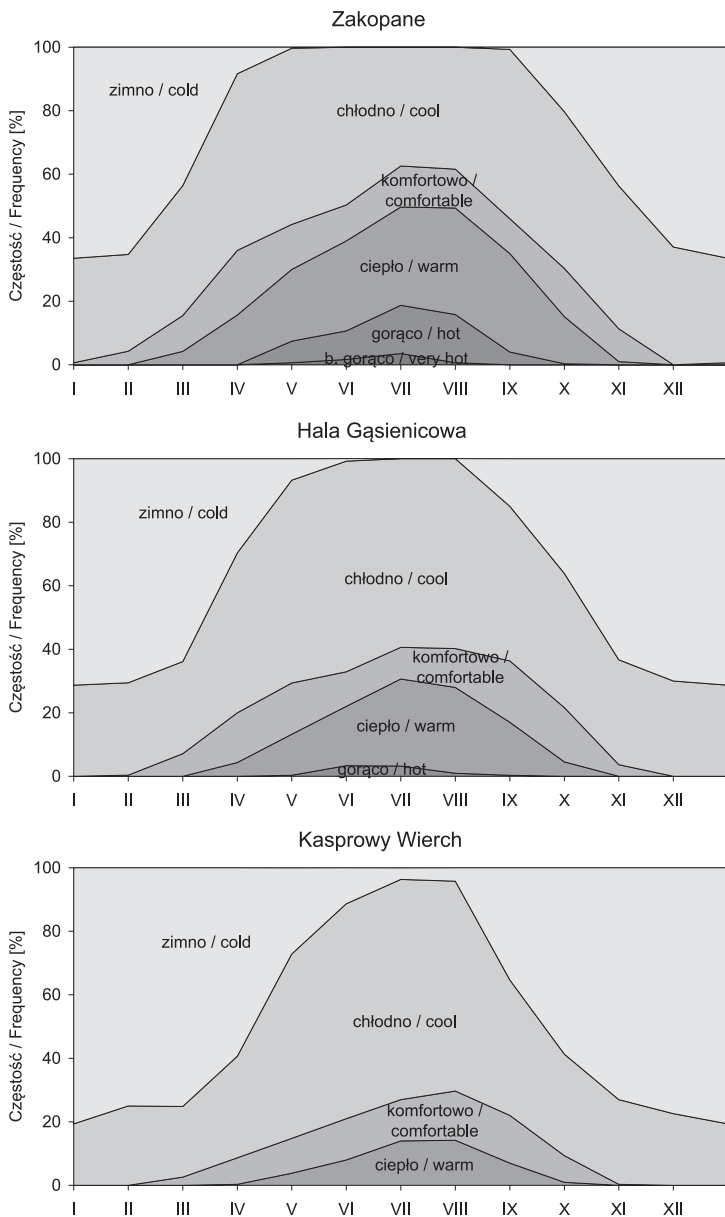 Zakopane
Częstość / Frequency [%]
100
80
60
40
20
0
zimno / cold
chłodno / cool
komfortowo /
comfortable
ciepło / warm
gorąco / hot
b. gorąco / very hot
I II III IV V VI VII VIII IX X XI XII
Hala Gąsienicowa
Częstość / Frequency [%]
100
80
60
40
20
0
zimno / cold
chłodno / cool
komfortowo /
comfortable
ciepło / warm
gorąco / hot
I II III IV V VI VII VIII IX X XI XII
Kasprowy Wierch
Częstość / Frequency [%]
100
80
60
40
20
0
zimno / cold
chłodno / cool
komfortowo /
comfortable
ciepło / warm
I II III IV V VI VII VIII IX X XI XII